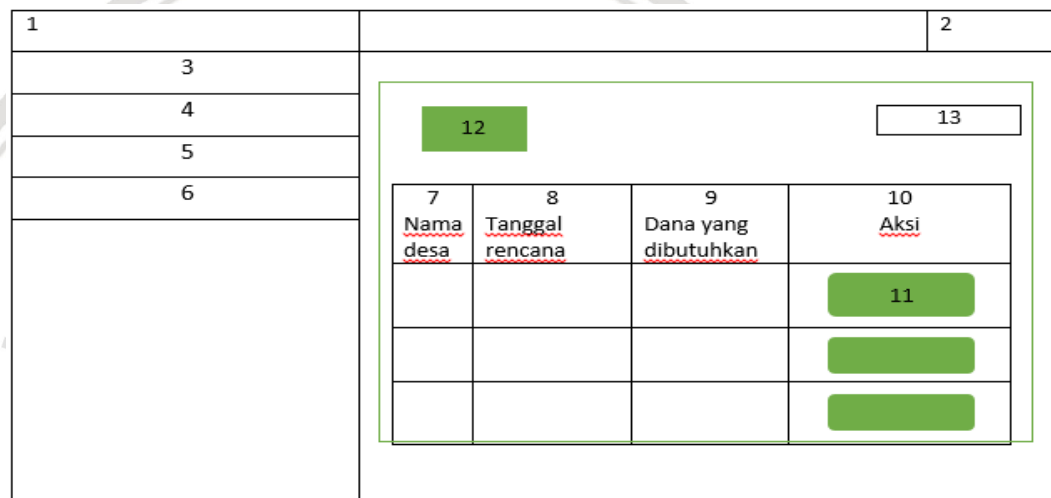 1
2
3
4
5
6
12
13
7
8
9
10
Nama
desa
Tanggal
rencana
Dana yang
dibutuhkan
Aksi
11